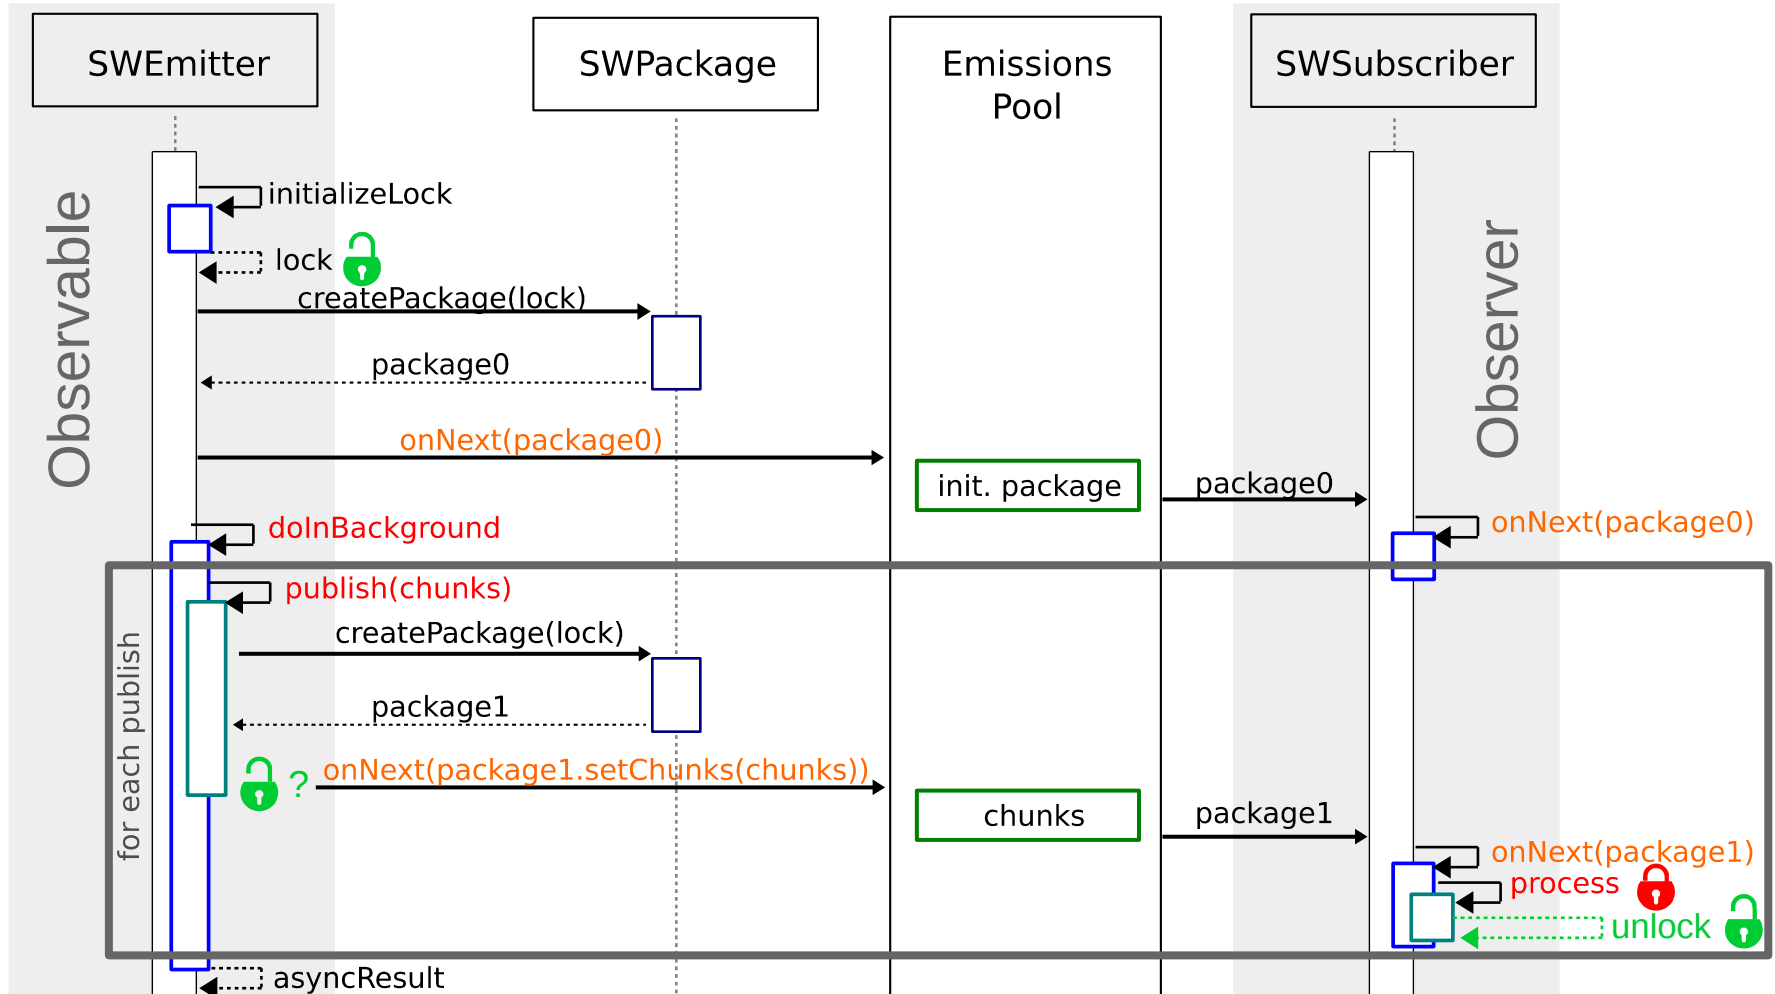 SWEmitter
SWPackage
Emissions
Pool
SWSubscriber
Observable
Observer
initializeLock
lock
createPackage(lock)
package0
onNext(package0)
init. package
package0
onNext(package0)
doInBackground
for each publish
publish(chunks)
createPackage(lock)
package1
? onNext(package1.setChunks(chunks))
chunks
package1
onNext(package1)
process
unlock
asyncResult